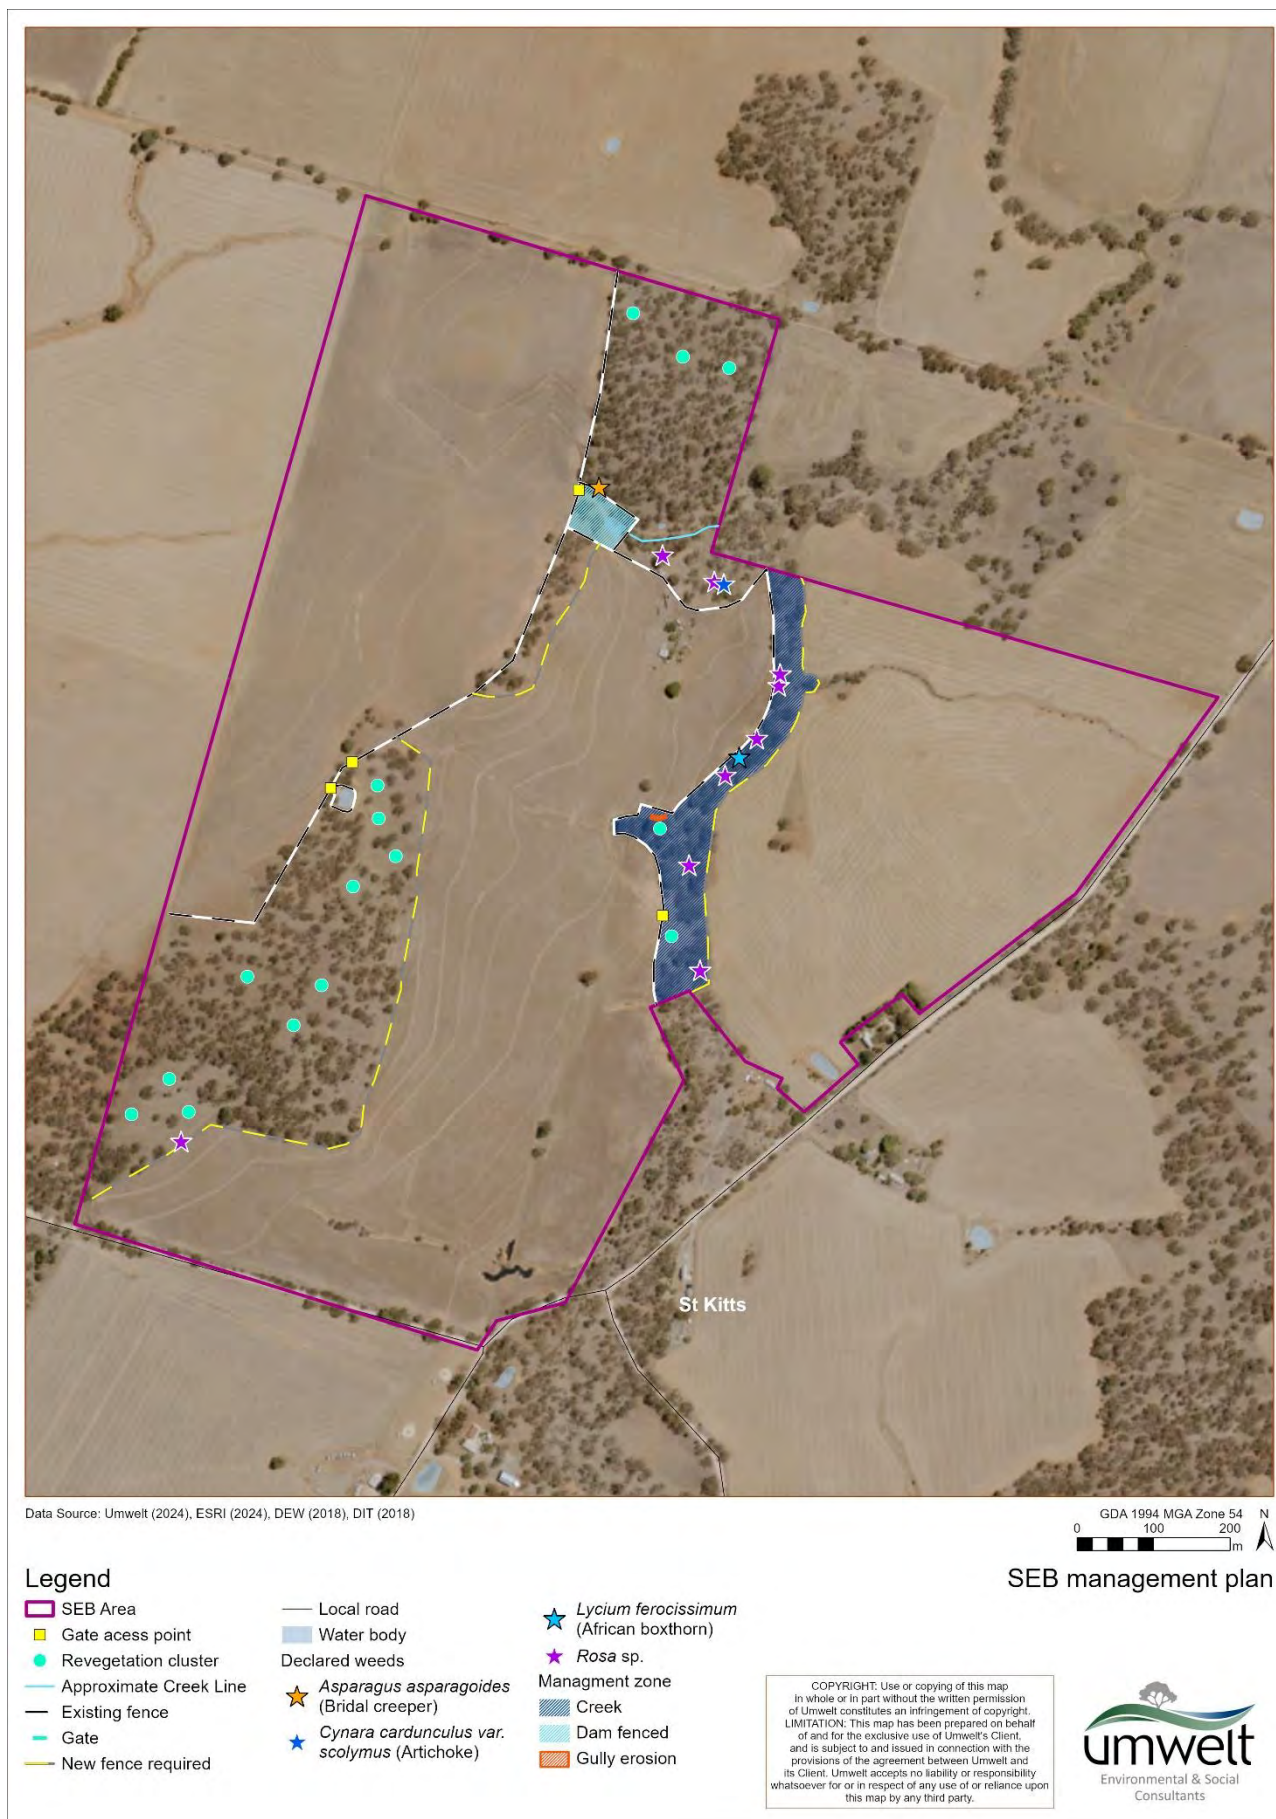 St Kitts
Data Source: Umwelt (2024), ESRI (2024), DEW (2018), DIT (2018)
GDA 1994 MGA Zone 54
N
0 100 200
m
SEB management plan
Legend
SEB Area
Gate acess point
Revegetation cluster
Approximate Creek Line
Existing fence
Gate
New fence required
Local road
Water body
Declared weeds
Asparagus asparagoides
(Bridal creeper)
Cynara cardunculus var.
scolymus (Artichoke)
Lycium ferocissimum
(African boxthorn)
Rosa sp.
Managment zone
Creek
Dam fenced
Gully erosion
COPYRIGHT: Use or copying of this map
in whole or in part without the written permission
of Umwelt constitutes an infringement of copyright.
LIMITATION: This map has been prepared on behalf
of and for the exclusive use of Umwelt's Client,
and is subject to and issued in connection with the
provisions of the agreement between Umwelt and
its Client. Umwelt accepts no liability or responsibility
whatsoever for or in respect of any use of or reliance upon
this map by any third party.
umwelt
Environmental & Social
Consultants